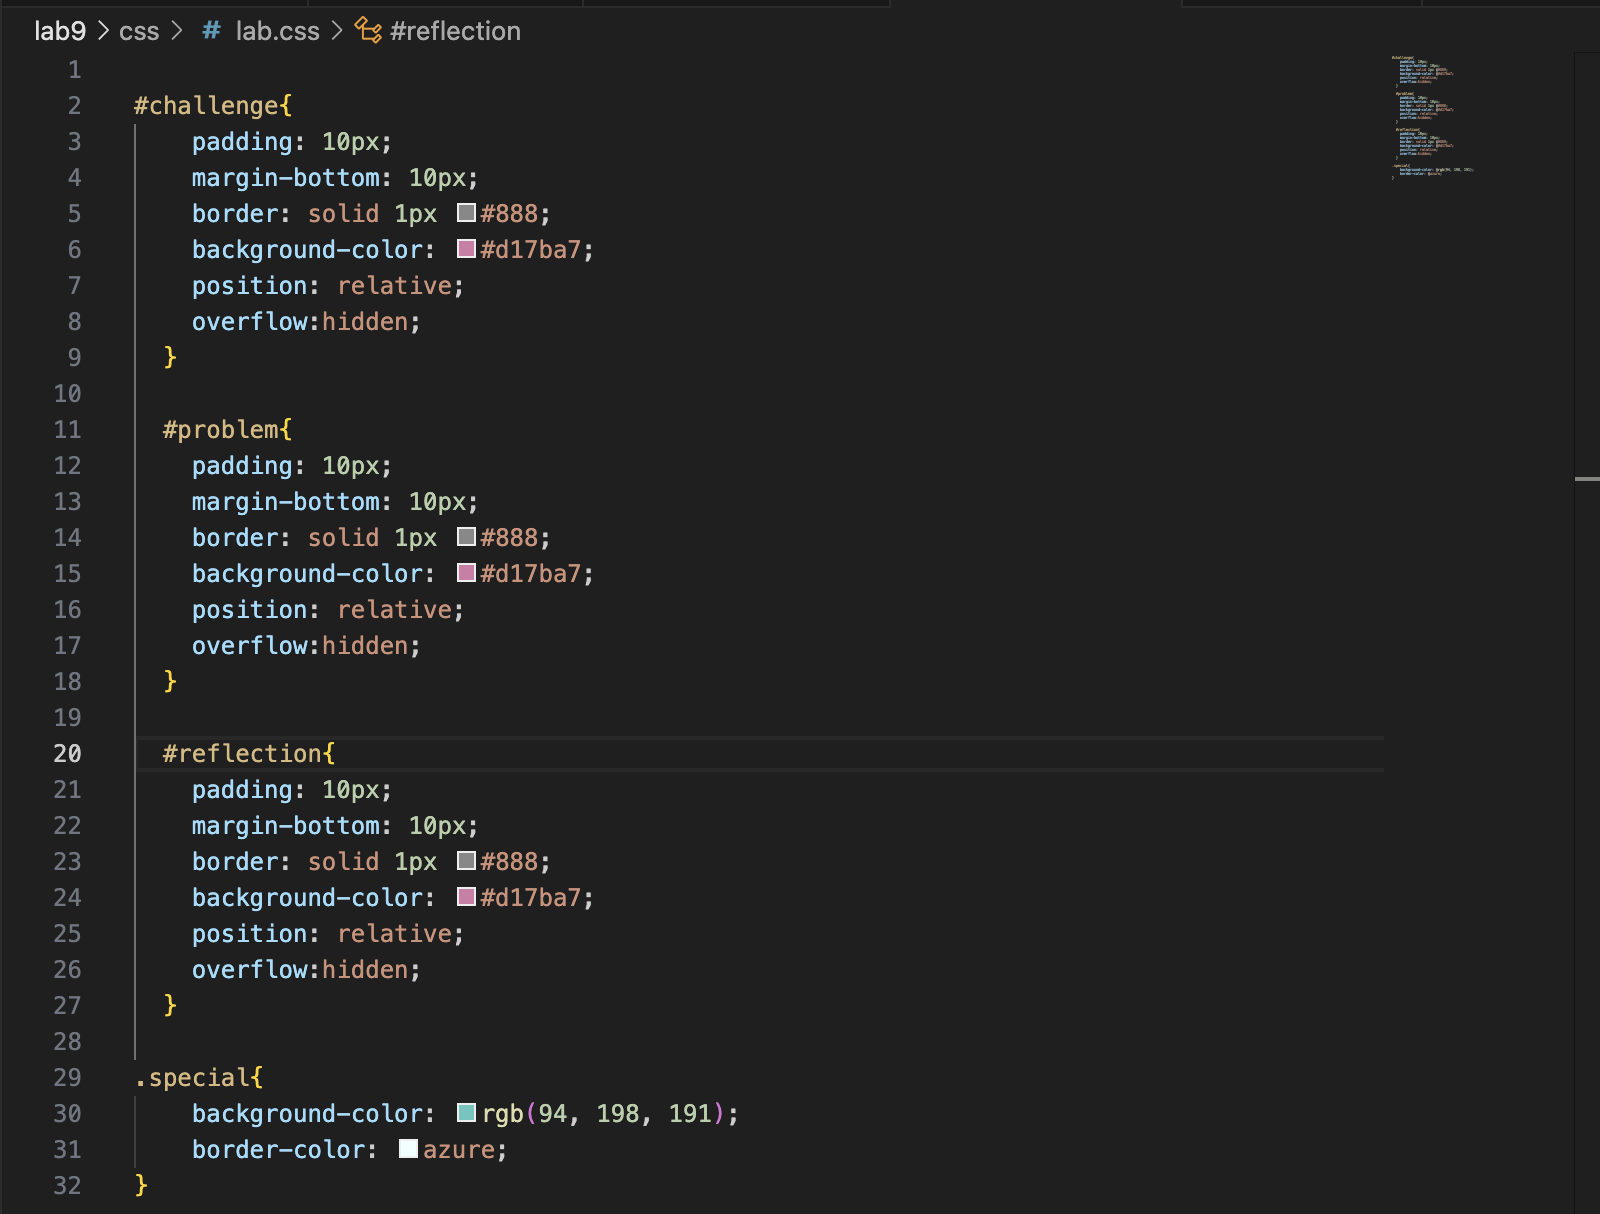 lab9 > css > # lab.css > #reflection
1
2 #challenge{
3     padding: 10px;
4     margin-bottom: 10px;
5     border: solid 1px #888;
6     background-color: #d17ba7;
7     position: relative;
8     overflow:hidden;
9   }
10
11   #problem{
12     padding: 10px;
13     margin-bottom: 10px;
14     border: solid 1px #888;
15     background-color: #d17ba7;
16     position: relative;
17     overflow:hidden;
18   }
19
20   #reflection{
21     padding: 10px;
22     margin-bottom: 10px;
23     border: solid 1px #888;
24     background-color: #d17ba7;
25     position: relative;
26     overflow:hidden;
27   }
28
29 .special{
30     background-color: rgb(94, 198, 191);
31     border-color: azure;
32 }